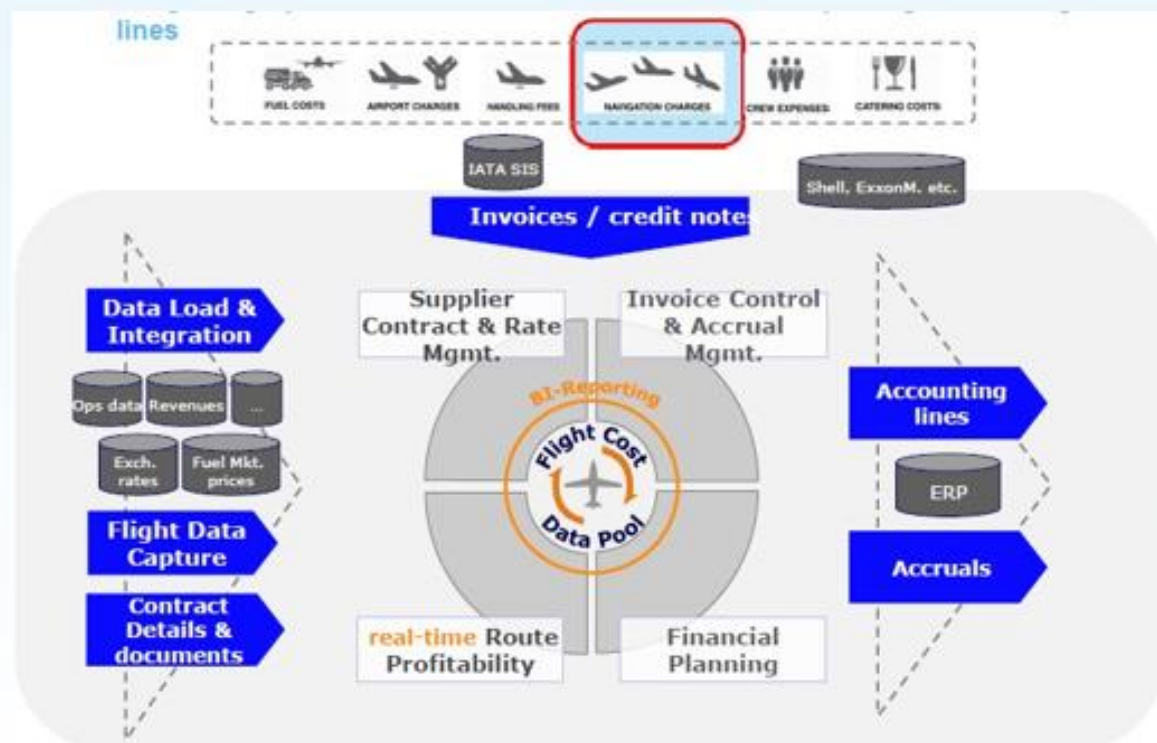 lines
FUEL COSTS
AIRPORT CHARGES
HANDLING FEES
NAVIGATION CHARGES
CREW EXPENSES
CATERING COSTS
IATA SIS
Shell, ExxonM. etc.
Invoices / credit notes
Data Load &
Integration
Ops data
Revenues
...
Exch.
rates
Fuel Mkt.
prices
Flight Data
Capture
Contract
Details &
documents
Supplier
Contract & Rate
Mgmt.
Invoice Control
& Accrual
Mgmt.
BI-Reporting
Flight Cost
Data Pool
real-time Route
Profitability
Financial
Planning
Accounting
lines
ERP
Accruals